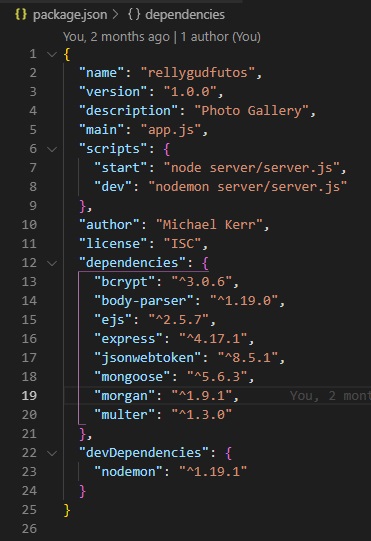 {} package.json > {} dependencies
You, 2 months ago | 1 author (You)
1 {
2 "name": "rellygudfutos",
3 "version": "1.0.0",
4 "description": "Photo Gallery",
5 "main": "app.js",
6 "scripts": {
7 "start": "node server/server.js",
8 "dev": "nodemon server/server.js"
9 },
10 "author": "Michael Kerr",
11 "license": "ISC",
12 "dependencies": {
13 "bcrypt": "^3.0.6",
14 "body-parser": "^1.19.0",
15 "ejs": "^2.5.7",
16 "express": "^4.17.1",
17 "jsonwebtoken": "^8.5.1",
18 "mongoose": "^5.6.3",
19 "morgan": "^1.9.1", You, 2 mont
20 "multer": "^1.3.0"
21 },
22 "devDependencies": {
23 "nodemon": "^1.19.1"
24 }
25 }
26